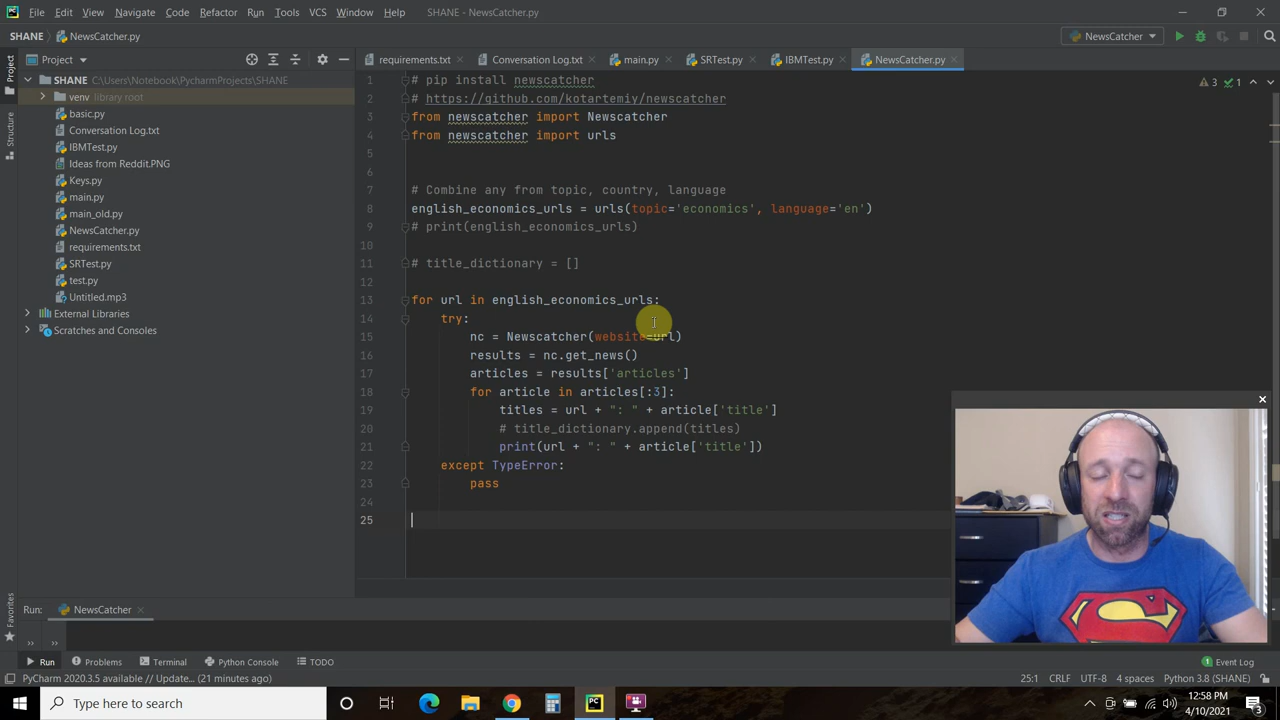 File Edit View Navigate Code Refactor Run Tools VCS Window Help SHANE - NewsCatcher.py
SHANE NewsCatcher.py NewsCatcher
Project requirements.txt Conversation Log.txt main.py SRTest.py IBMTest.py NewsCatcher.py
Project
Structure
Favorites
SHANE C:\Users\Notebook\PycharmProjects\SHANE
venv library root
basic.py
Conversation Log.txt
IBMTest.py
Ideas from Reddit.PNG
Keys.py
main.py
main_old.py
NewsCatcher.py
requirements.txt
SRTest.py
test.py
Untitled.mp3
External Libraries
Scratches and Consoles
1 # pip install newscatcher
2 # https://github.com/kotartemiy/newscatcher
3 from newscatcher import Newscatcher
4 from newscatcher import urls
5
6
7 # Combine any from topic, country, language
8 english_economics_urls = urls(topic='economics', language='en')
9 # print(english_economics_urls)
10
11 # title_dictionary = []
12
13 for url in english_economics_urls:
14 try:
15 nc = Newscatcher(website=url)
16 results = nc.get_news()
17 articles = results['articles']
18 for article in articles[:3]:
19 titles = url + ": " + article['title']
20 # title_dictionary.append(titles)
21 print(url + ": " + article['title'])
22 except TypeError:
23 pass
24
25
3 1
Run: NewsCatcher
Run Problems Terminal Python Console TODO 1 Event Log
PyCharm 2020.3.5 available // Update... (21 minutes ago) 25:1 CRLF UTF-8 4 spaces Python 3.8 (SHANE)
Type here to search
12:58 PM
4/10/2021
3